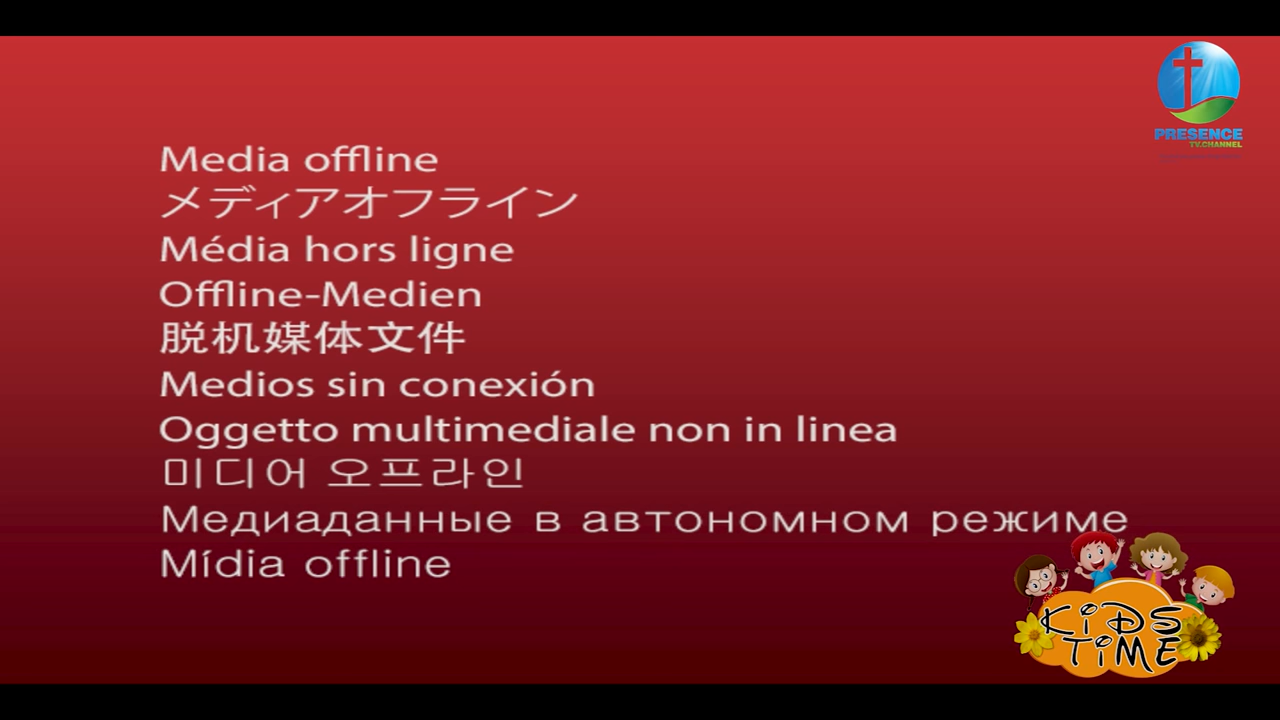 PRESENCE
TV.CHANNEL
Media offline
メディアオフライン
Média hors ligne
Offline-Medien
脱机媒体文件
Medios sin conexión
Oggetto multimediale non in linea
미디어 오프라인
Медиаданные в автономном режиме
Mídia offline
KiDS
TiME